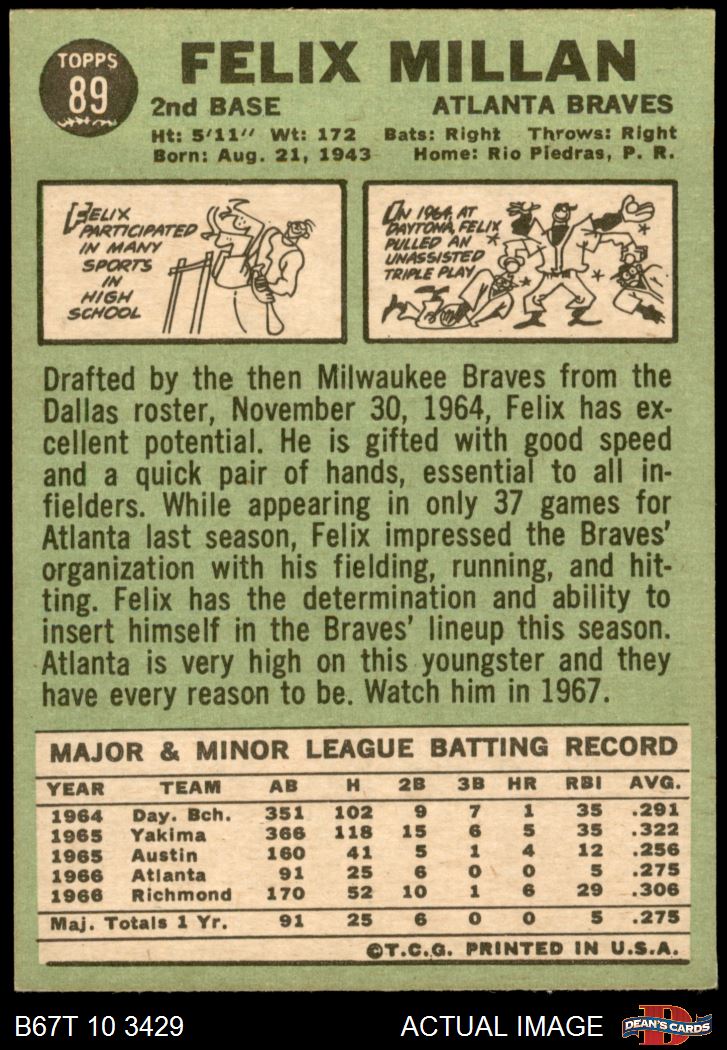 TOPPS
89
FELIX MILLAN
2nd BASE ATLANTA BRAVES
Ht: 5'11" Wt: 172 Bats: Right Throws: Right
Born: Aug. 21, 1943 Home: Rio Piedras, P. R.
FELIX
PARTICIPATED
IN MANY
SPORTS
IN
HIGH
SCHOOL
IN 1964, AT
DAYTONA, FELIX
PULLED AN
UNASSISTED
TRIPLE PLAY
Drafted by the then Milwaukee Braves from the
Dallas roster, November 30, 1964, Felix has ex-
cellent potential. He is gifted with good speed
and a quick pair of hands, essential to all in-
fielders. While appearing in only 37 games for
Atlanta last season, Felix impressed the Braves'
organization with his fielding, running, and hit-
ting. Felix has the determination and ability to
insert himself in the Braves' lineup this season.
Atlanta is very high on this youngster and they
have every reason to be. Watch him in 1967.
MAJOR & MINOR LEAGUE BATTING RECORD
YEAR TEAM AB H 2B 3B HR RBI AVG.
1964 Day. Bch. 351 102 9 7 1 35 .291
1965 Yakima 366 118 15 6 5 35 .322
1965 Austin 160 41 5 1 4 12 .256
1966 Atlanta 91 25 6 0 0 5 .275
1966 Richmond 170 52 10 1 6 29 .306
Maj. Totals 1 Yr. 91 25 6 0 0 5 .275
©T.C.G. PRINTED IN U.S.A.
B67T 10 3429 ACTUAL IMAGE
D
DEAN'S CARDS